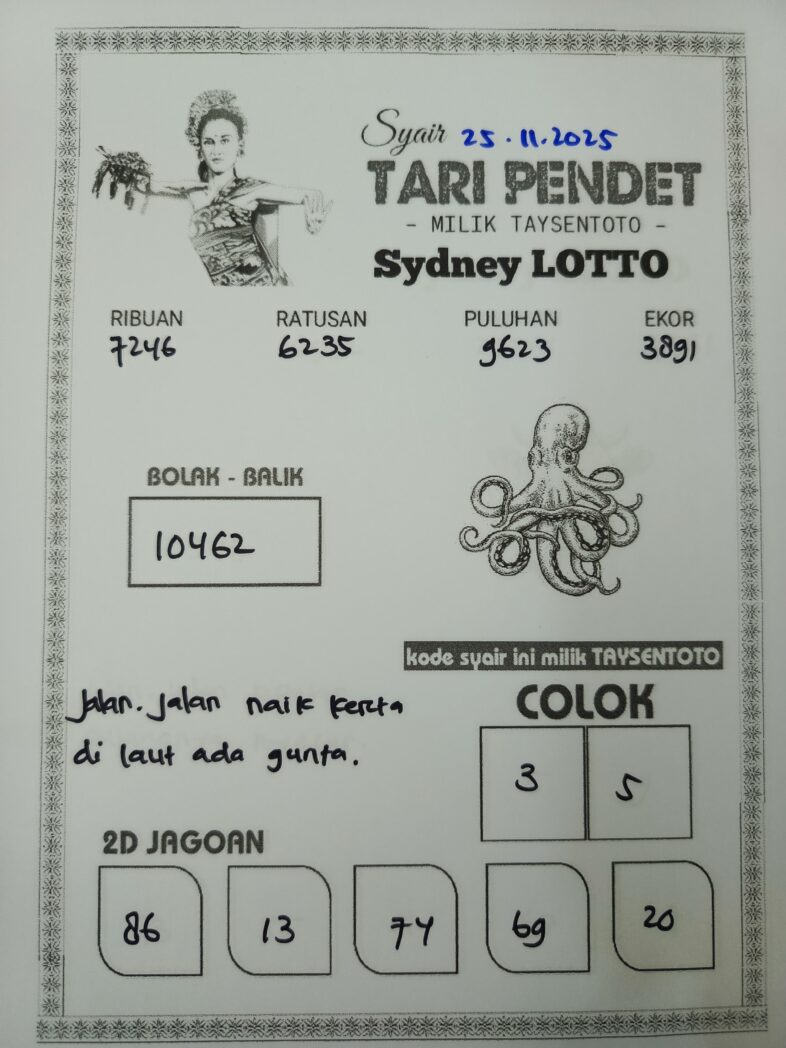 Syair 25.11.2025
TARI PENDET
- MILIK TAYSENTOTO -
Sydney LOTTO
RIBUAN RATUSAN PULUHAN EKOR
7246 6235 9623 3891
BOLAK - BALIK
10462
kode syair ini milik TAYSENTOTO
Jalan-Jalan naik kereta
di laut ada gurita.
COLOK
3 5
2D JAGOAN
86 13 74 69 20